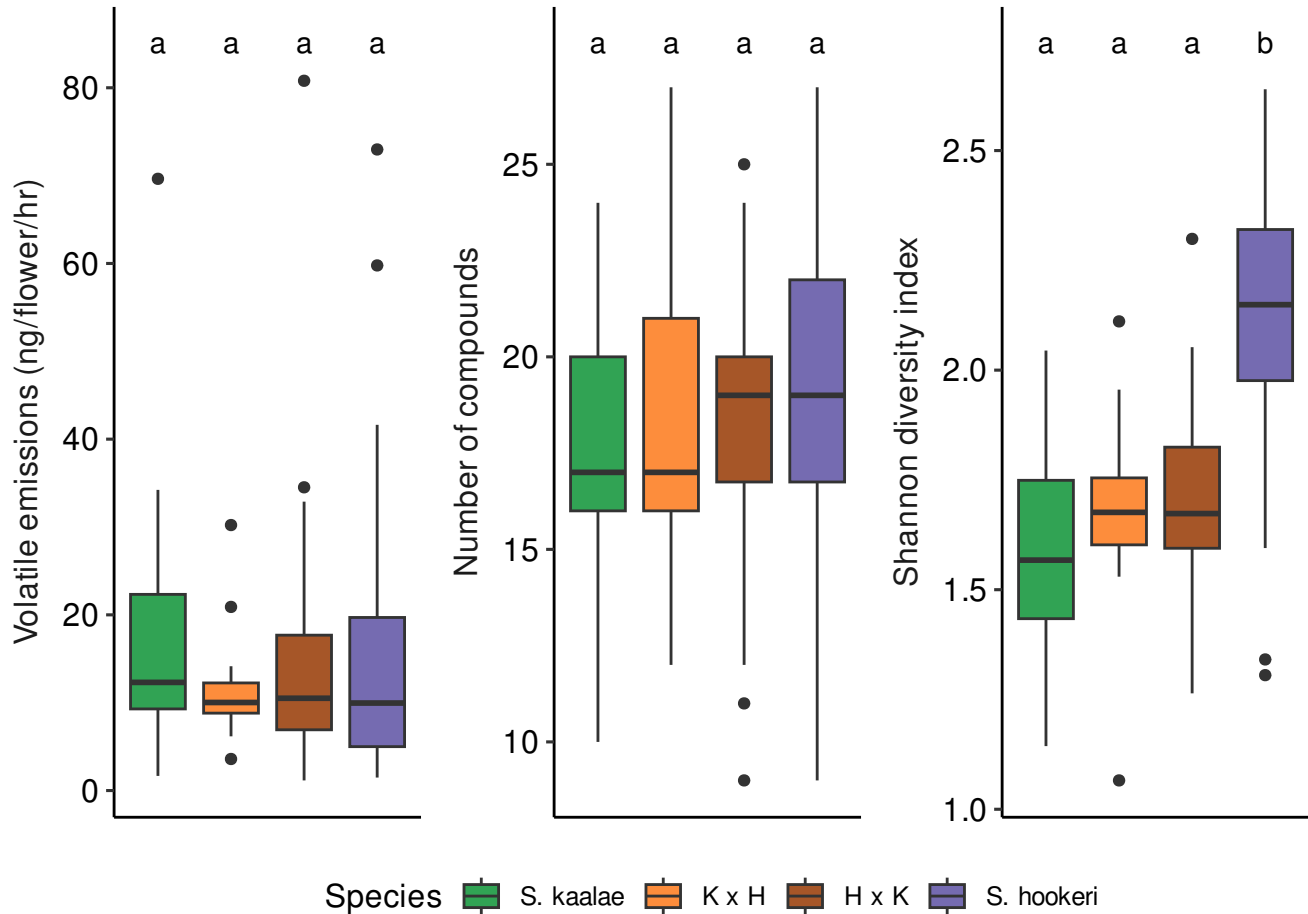 Volatile emissions (ng/flower/hr)
a a a a
80
60
40
20
0
Number of compounds
a a a a
25
20
15
10
Shannon diversity index
a a a b
2.5
2.0
1.5
1.0
Species S. kaalae K x H H x K S. hookeri